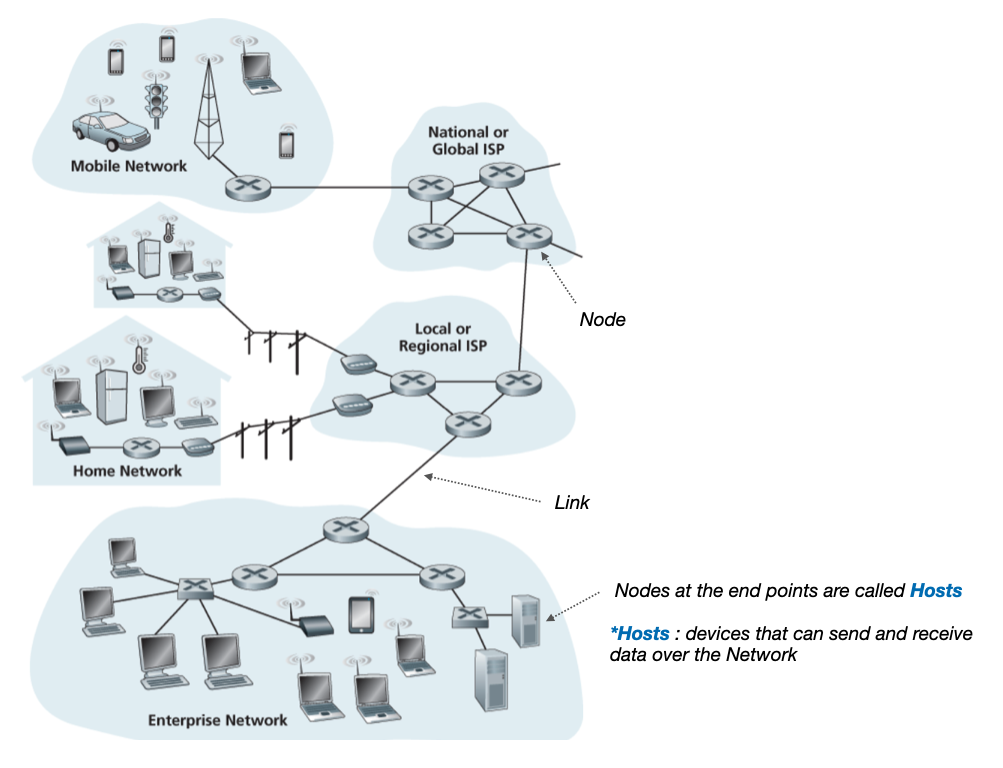 National or
Global ISP
Mobile Network
Node
Local or
Regional ISP
Home Network
Link
Nodes at the end points are called Hosts
*Hosts : devices that can send and receive
data over the Network
Enterprise Network